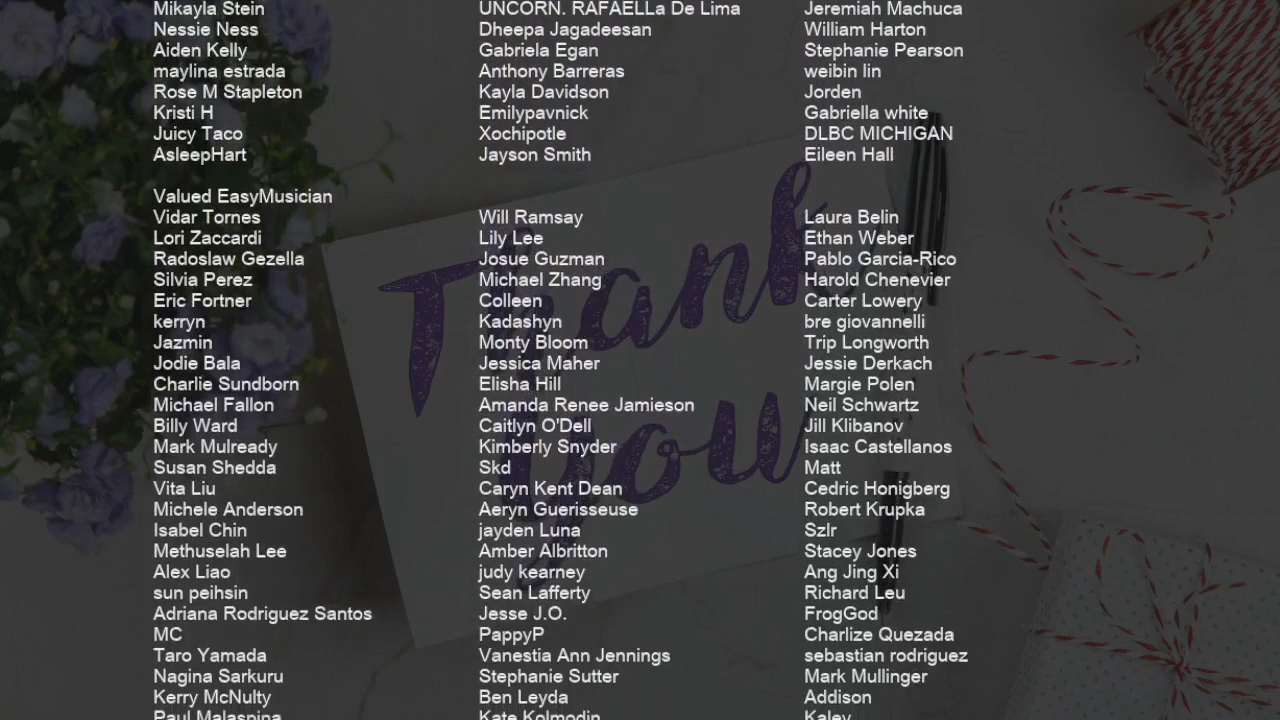 Mikayla Stein UNCORN. RAFAELLa De Lima Jeremiah Machuca
Nessie Ness Dheepa Jagadeesan William Harton
Aiden Kelly Gabriela Egan Stephanie Pearson
maylina estrada Anthony Barreras weibin lin
Rose M Stapleton Kayla Davidson Jorden
Kristi H Emilypavnick Gabriella white
Juicy Taco Xochipotle DLBC MICHIGAN
AsleepHart Jayson Smith Eileen Hall
Valued EasyMusician
Vidar Tornes Will Ramsay Laura Belin
Lori Zaccardi Lily Lee Ethan Weber
Radoslaw Gezella Josue Guzman Pablo Garcia-Rico
Silvia Perez Michael Zhang Harold Chenevier
Eric Fortner Colleen Carter Lowery
kerryn Kadashyn bre giovannelli
Jazmin Monty Bloom Trip Longworth
Jodie Bala Jessica Maher Jessie Derkach
Charlie Sundborn Elisha Hill Margie Polen
Michael Fallon Amanda Renee Jamieson Neil Schwartz
Billy Ward Caitlyn O'Dell Jill Klibanov
Mark Mulready Kimberly Snyder Isaac Castellanos
Susan Shedda Skd Matt
Vita Liu Caryn Kent Dean Cedric Honigberg
Michele Anderson Aeryn Guerisseuse Robert Krupka
Isabel Chin jayden Luna Szlr
Methuselah Lee Amber Albritton Stacey Jones
Alex Liao judy kearney Ang Jing Xi
sun peihsin Sean Lafferty Richard Leu
Adriana Rodriguez Santos Jesse J.O. FrogGod
MC PappyP Charlize Quezada
Taro Yamada Vanestia Ann Jennings sebastian rodriguez
Nagina Sarkuru Stephanie Sutter Mark Mullinger
Kerry McNulty Ben Leyda Addison
Paul Malaspina Kate Kolmodin Kaley
Thank
you